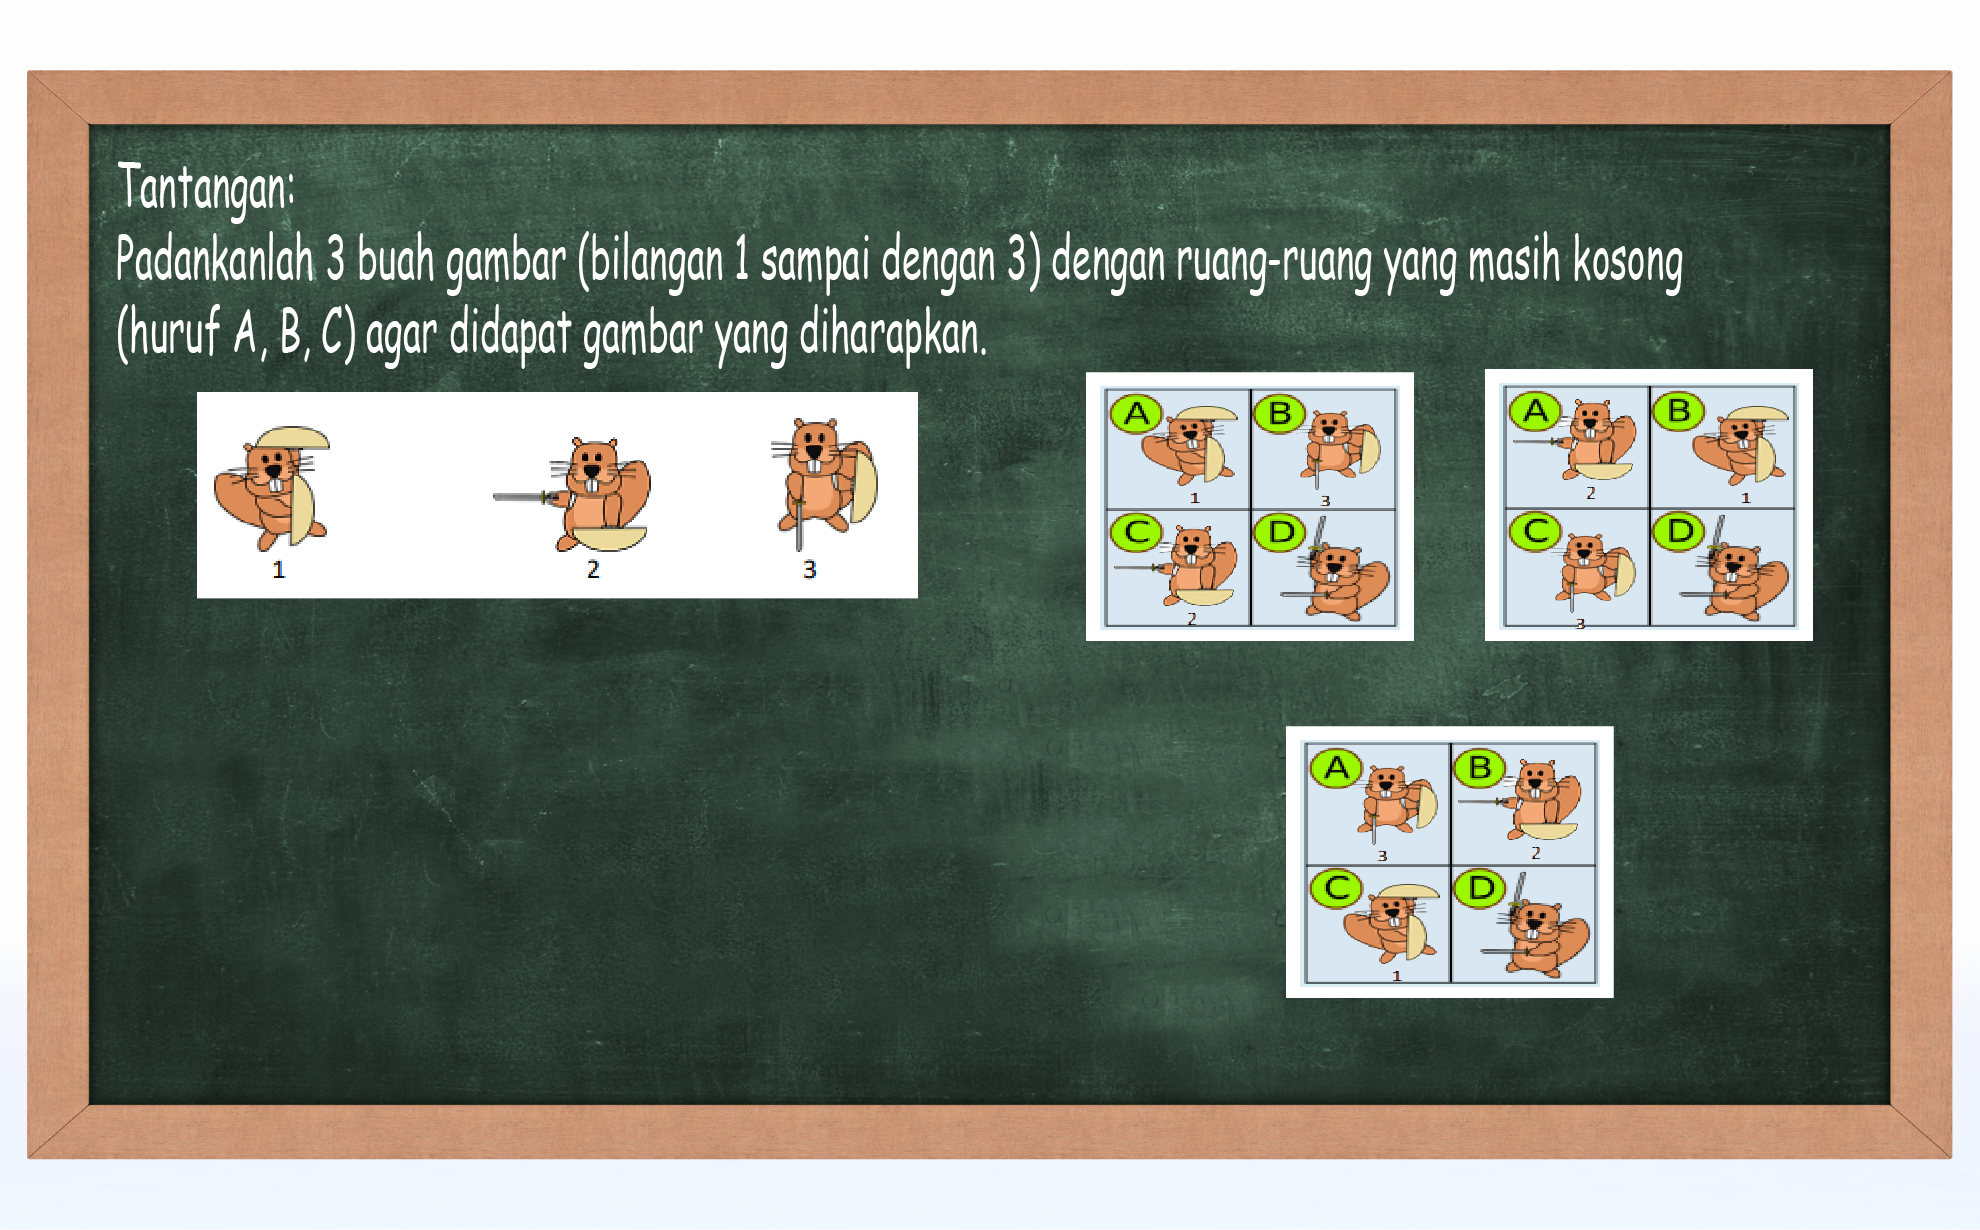 Tantangan:
Padankanlah 3 buah gambar (bilangan 1 sampai dengan 3) dengan ruang-ruang yang masih kosong
(huruf A, B, C) agar didapat gambar yang diharapkan.
1 2 3
A B
1 3
C D
2
A B
2 1
C D
3
A B
3 2
C D
1